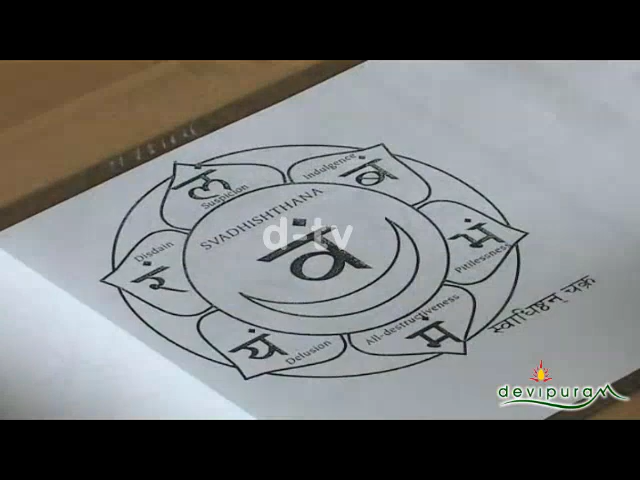 SVADHISHTHANA
वं
Indulgence
बं
Pitilessness
भं
All-destructiveness
मं
Delusion
यं
Disdain
रं
Suspicion
लं
स्वाधिष्ठान चक्र
d-tv
devipuram